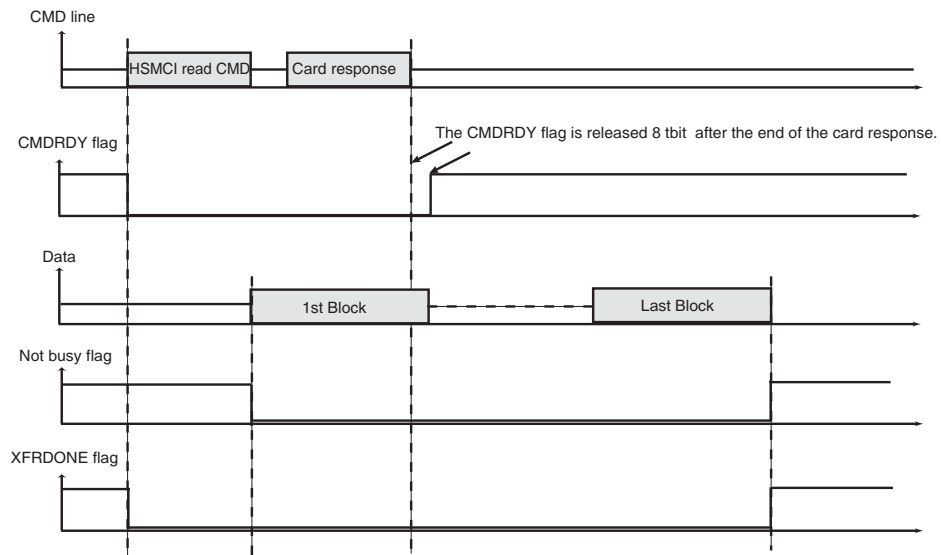 CMD line
HSMCI read CMD
Card response
The CMDRDY flag is released 8 tbit after the end of the card response.
CMDRDY flag
Data
1st Block
Last Block
Not busy flag
XFRDONE flag